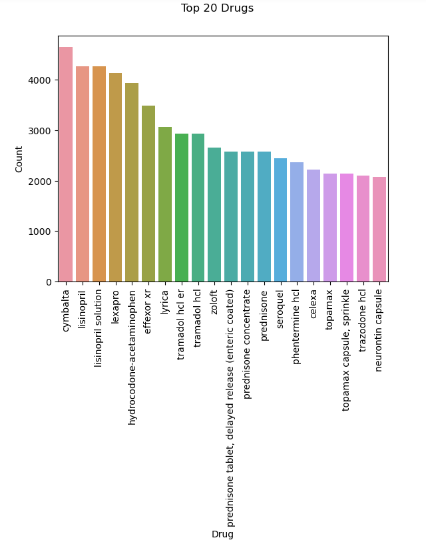 Top 20 Drugs
Count
4000
3000
2000
1000
0
cymbalta
lisinopril
lisinopril solution
lexapro
hydrocodone-acetaminophen
effexor xr
lyrica
tramadol hcl er
tramadol hcl
zoloft
prednisone tablet, delayed release (enteric coated)
prednisone concentrate
prednisone
seroquel
phentermine hcl
celexa
topamax
topamax capsule, sprinkle
trazodone hcl
neurontin capsule
Drug